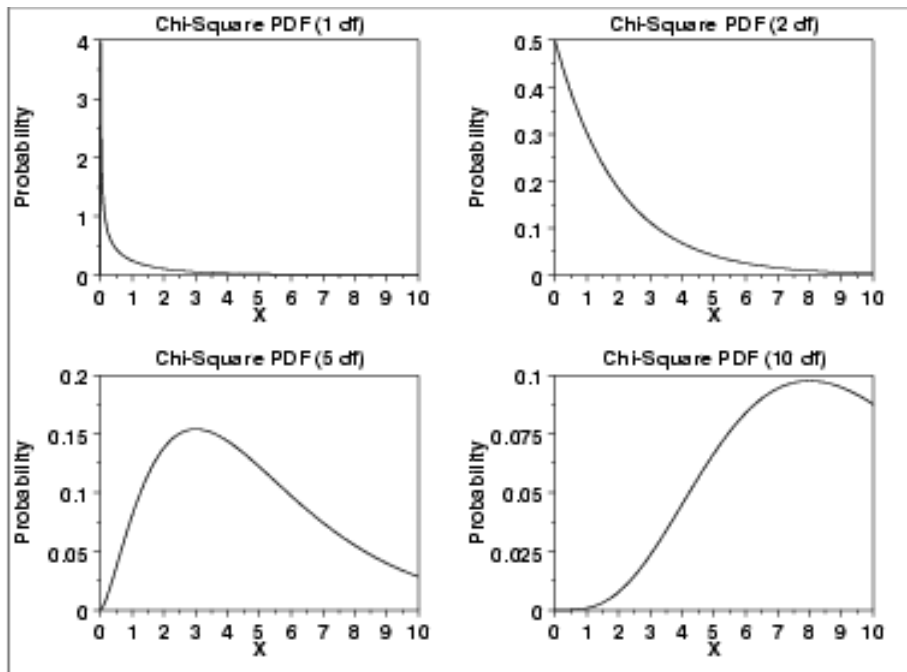 Chi-Square PDF (1 df)
Probability
4
3
2
1
0
0 1 2 3 4 5 6 7 8 9 10
X
Chi-Square PDF (2 df)
Probability
0.5
0.4
0.3
0.2
0.1
0
0 1 2 3 4 5 6 7 8 9 10
X
Chi-Square PDF (5 df)
Probability
0.2
0.15
0.1
0.05
0
0 1 2 3 4 5 6 7 8 9 10
X
Chi-Square PDF (10 df)
Probability
0.1
0.075
0.05
0.025
0
0 1 2 3 4 5 6 7 8 9 10
X